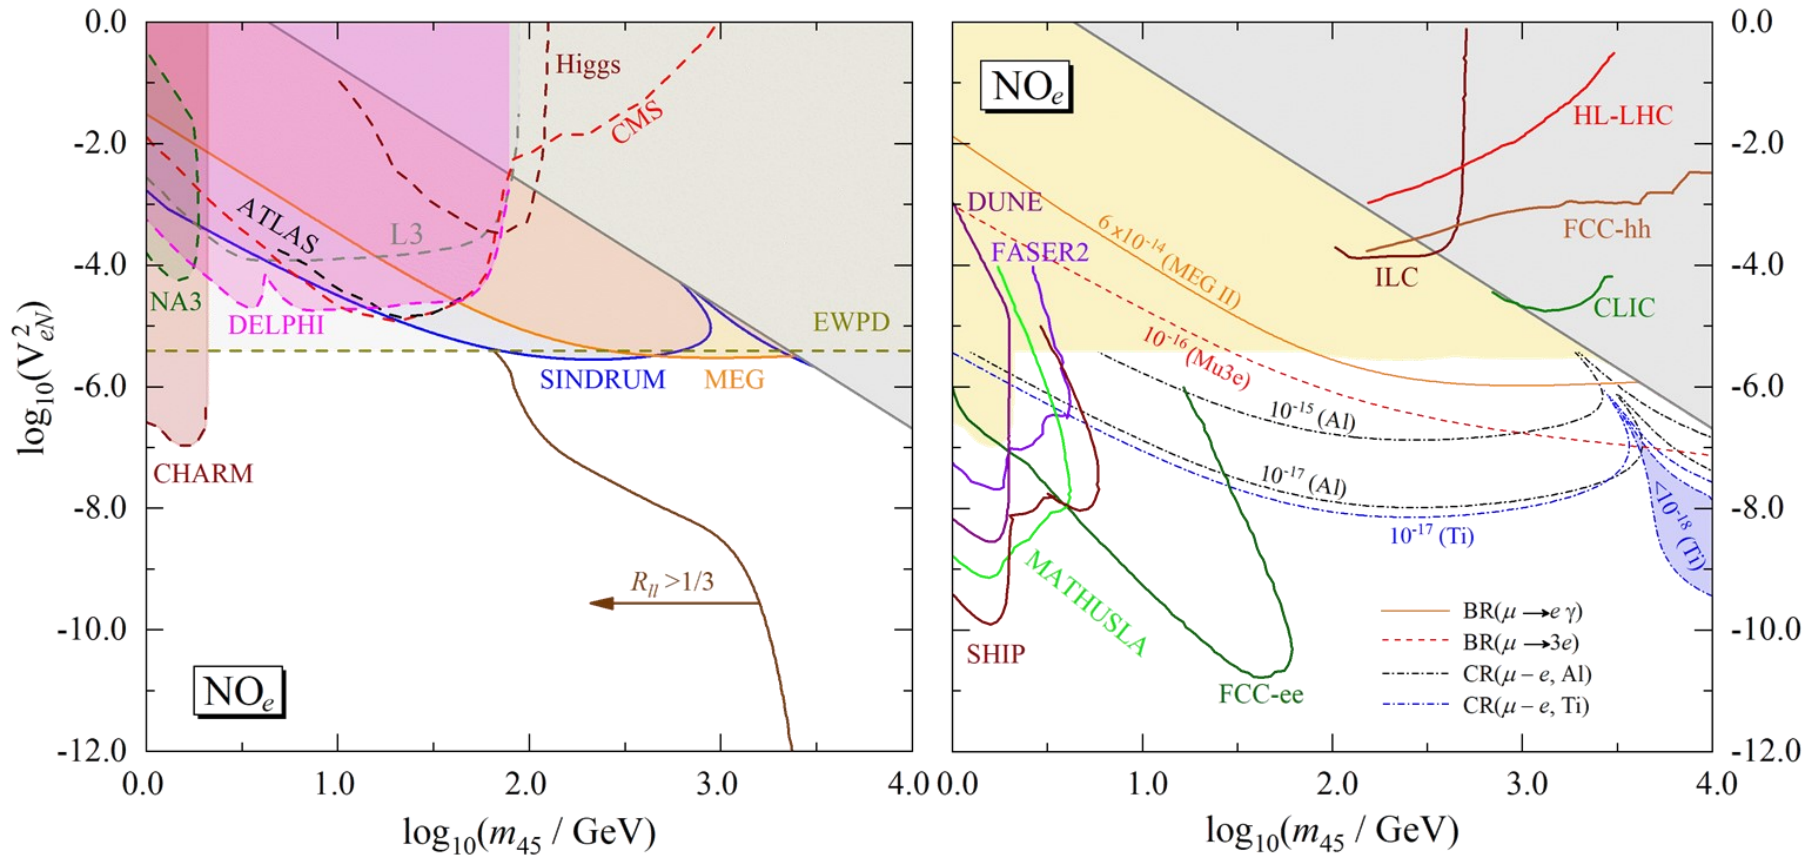 0.0
-2.0
-4.0
-6.0
-8.0
-10.0
-12.0
log₁₀(V²ₑN)
0.0
1.0
2.0
3.0
4.0
log₁₀(m₄₅ / GeV)
Higgs
CMS
ATLAS
L3
NA3
DELPHI
EWPD
SINDRUM
MEG
CHARM
Rₗₗ >1/3
NOₑ
NOₑ
HL-LHC
DUNE
FCC-hh
6 x10⁻¹⁴ (MEG II)
FASER2
ILC
CLIC
10⁻¹⁶ (Mu3e)
10⁻¹⁵ (Al)
10⁻¹⁷ (Al)
10⁻¹⁷ (Ti)
<10⁻¹⁸ (Ti)
MATHUSLA
SHIP
FCC-ee
BR(μ →e γ)
BR(μ →3e)
CR(μ – e, Al)
CR(μ – e, Ti)
0.0
-2.0
-4.0
-6.0
-8.0
-10.0
-12.0
0.0
1.0
2.0
3.0
4.0
log₁₀(m₄₅ / GeV)